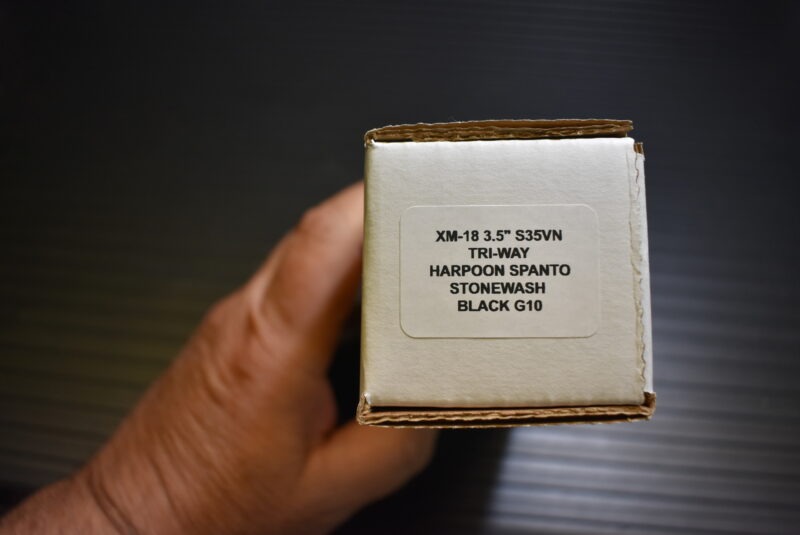 XM-18 3.5" S35VN
TRI-WAY
HARPOON SPANTO
STONEWASH
BLACK G10